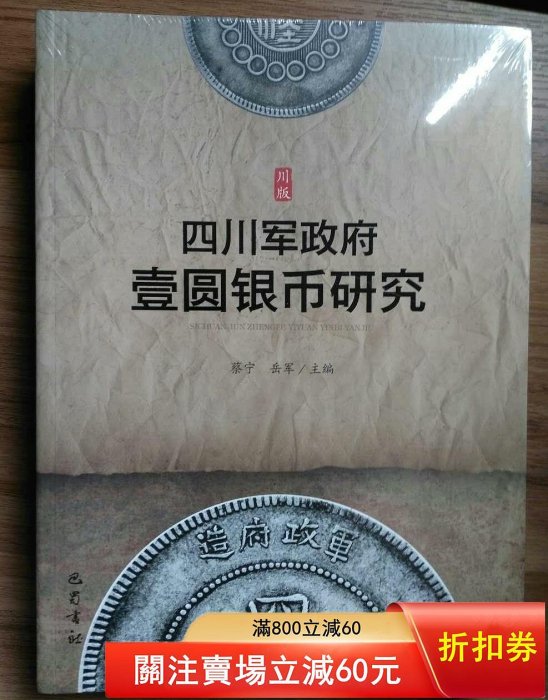 川版
四川军政府
壹圆银币研究
SICHUAN JUN ZHENGFU YIYUAN YINBI YANJIU
蔡宁 岳军/主编
造府政軍
四
巴蜀书社
滿800立減60
關注賣場立減60元
折扣券